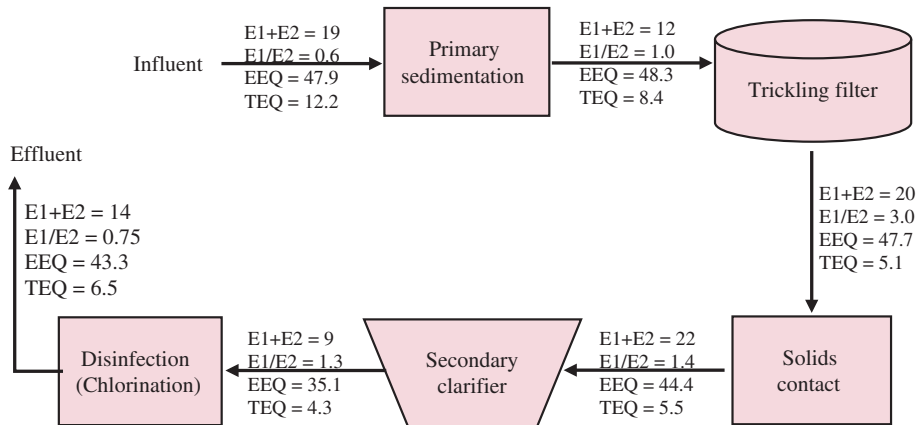 Influent
E1+E2 = 19
E1/E2 = 0.6
EEQ = 47.9
TEQ = 12.2
Primary
sedimentation
E1+E2 = 12
E1/E2 = 1.0
EEQ = 48.3
TEQ = 8.4
Trickling filter
E1+E2 = 20
E1/E2 = 3.0
EEQ = 47.7
TEQ = 5.1
Solids
contact
E1+E2 = 22
E1/E2 = 1.4
EEQ = 44.4
TEQ = 5.5
Secondary
clarifier
E1+E2 = 9
E1/E2 = 1.3
EEQ = 35.1
TEQ = 4.3
Disinfection
(Chlorination)
E1+E2 = 14
E1/E2 = 0.75
EEQ = 43.3
TEQ = 6.5
Effluent